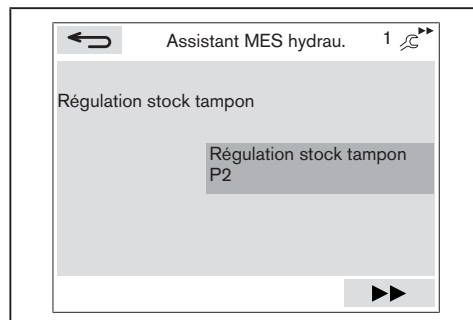 Assistant MES hydrau. 1
Régulation stock tampon
Régulation stock tampon
P2